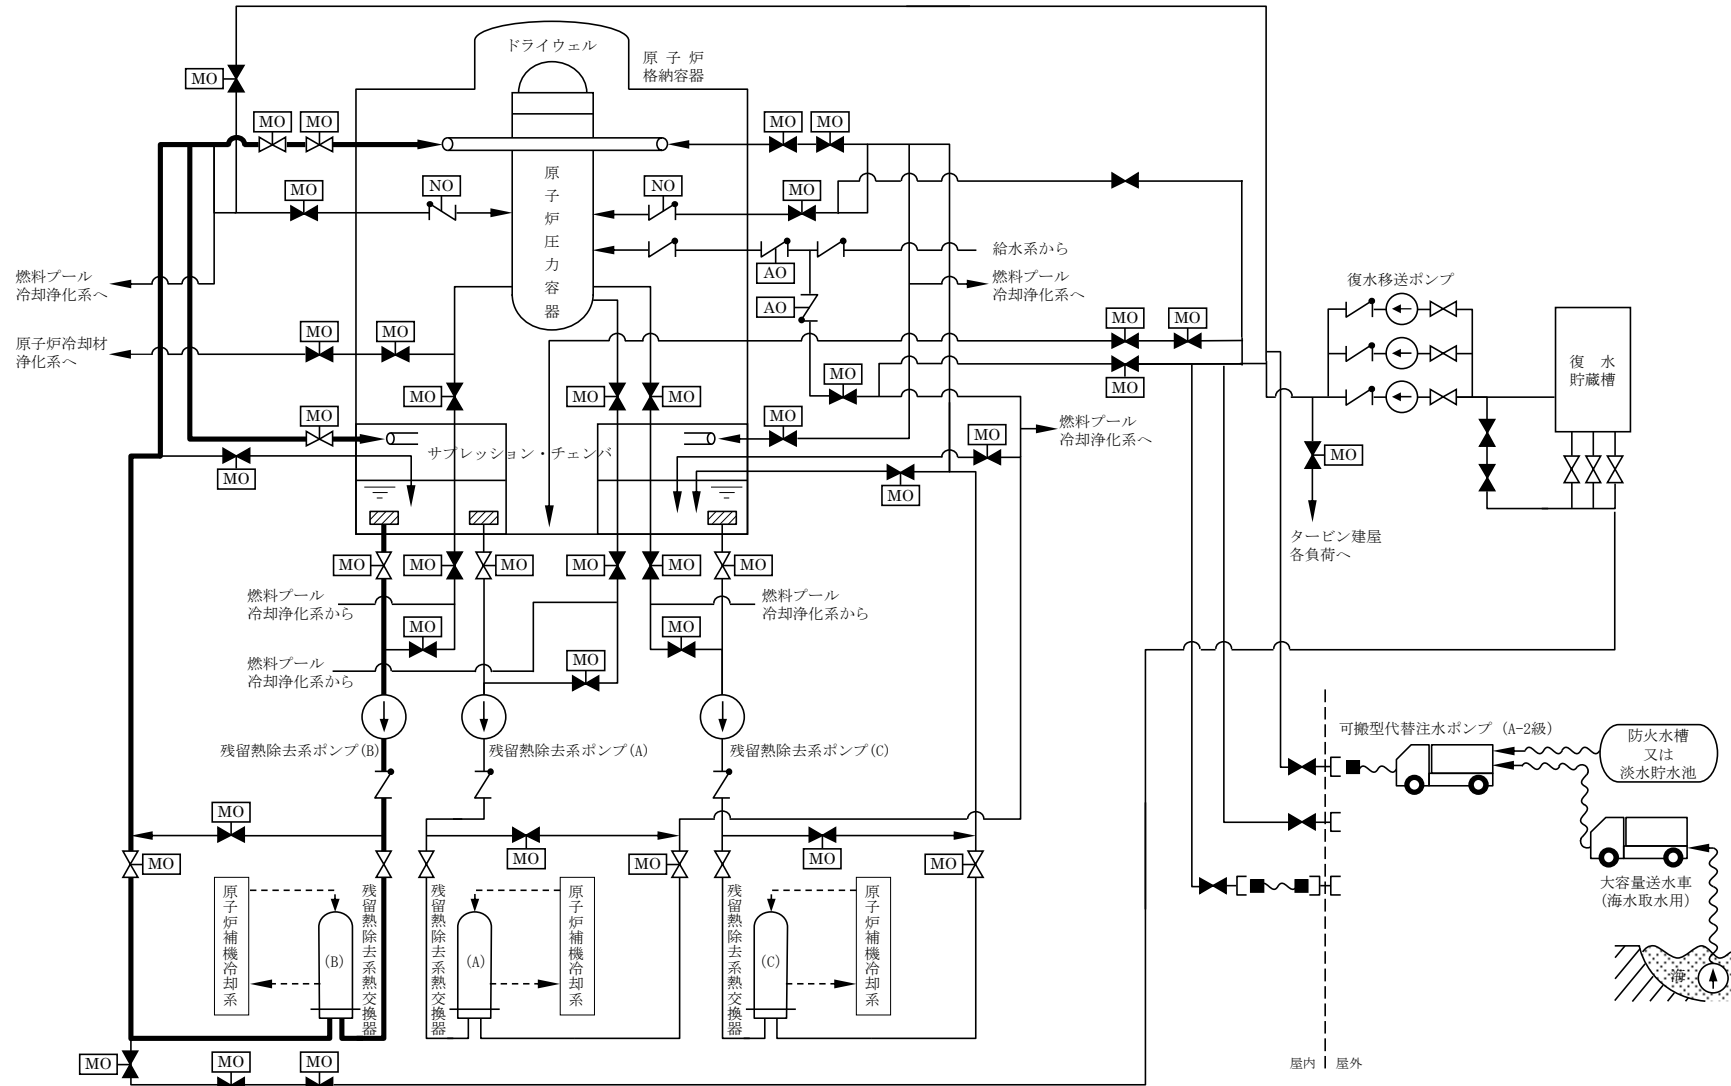 ドライウェル
原子炉
格納容器
MO
MO
MO
MO
MO
原子炉圧力容器
MO
NO
NO
MO
給水系から
AO
燃料プール
冷却浄化系へ
燃料プール
冷却浄化系へ
AO
復水移送ポンプ
MO
MO
MO
MO
原子炉冷却材
浄化系へ
復水
貯蔵槽
MO
MO
MO
MO
MO
MO
MO
燃料プール
冷却浄化系へ
MO
MO
サプレッション・チェンバ
MO
MO
MO
タービン建屋
各負荷へ
MO
MO
MO
MO
MO
MO
燃料プール
冷却浄化系から
燃料プール
冷却浄化系から
MO
MO
燃料プール
冷却浄化系から
MO
残留熱除去系ポンプ(B)
残留熱除去系ポンプ(A)
残留熱除去系ポンプ(C)
可搬型代替注水ポンプ (A-2級)
防火水槽
又は
淡水貯水池
MO
MO
MO
MO
MO
MO
大容量送水車
(海水取水用)
原子炉補機冷却系
(B)
残留熱除去系熱交換器
残留熱除去系熱交換器
(A)
原子炉補機冷却系
残留熱除去系熱交換器
(C)
原子炉補機冷却系
海
MO
MO
MO
屋内
屋外